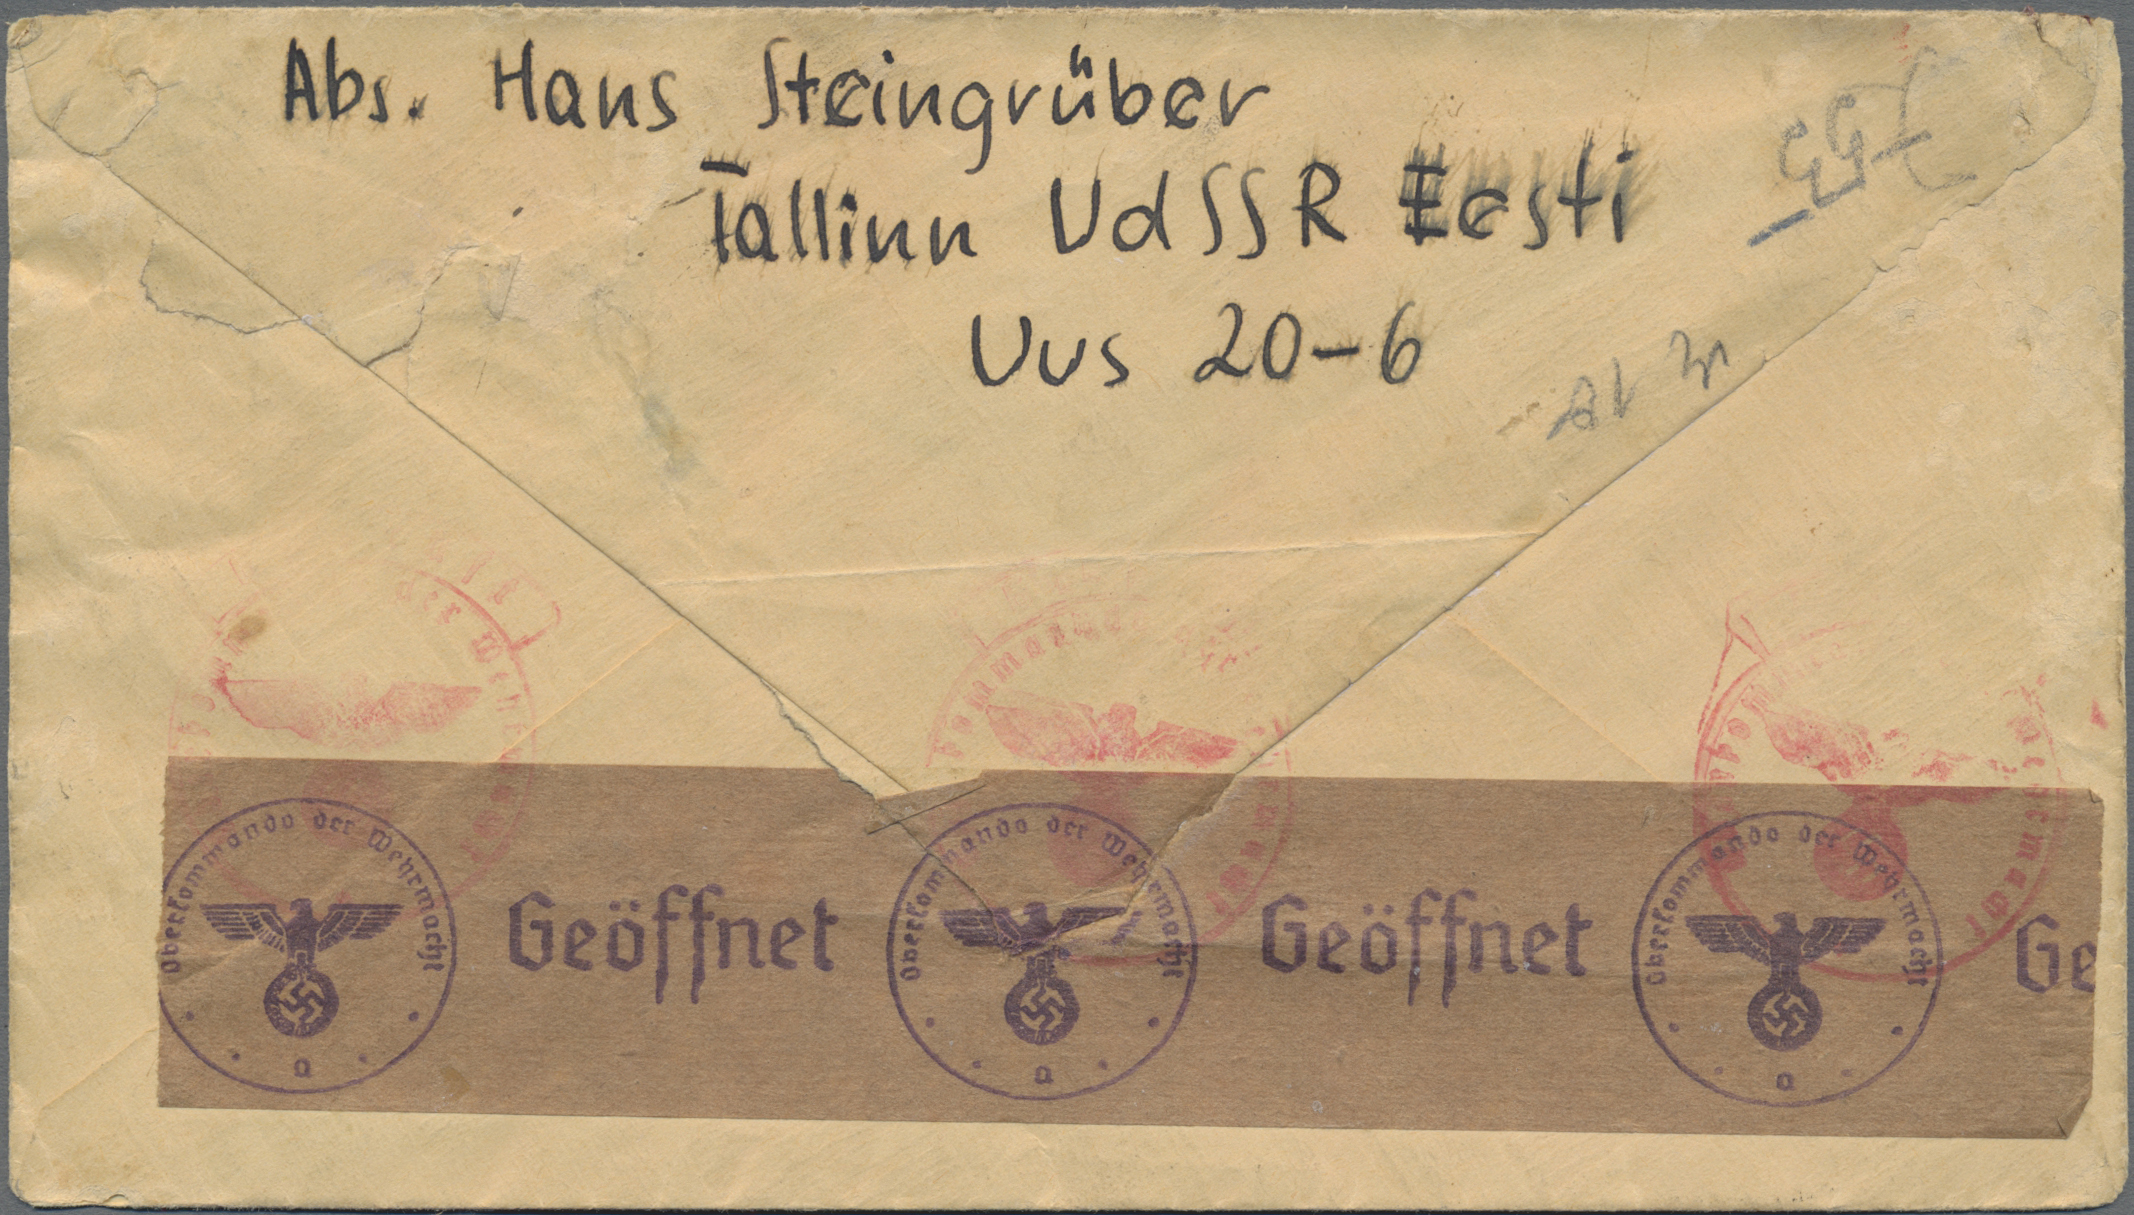 Abs. Hans Steingrüber
Tallinn UdSSR Eesti
Uus 20-6
Oberkommando der Wehrmacht
a
Geöffnet
Oberkommando der Wehrmacht
a
Geöffnet
Oberkommando der Wehrmacht
a
Ge